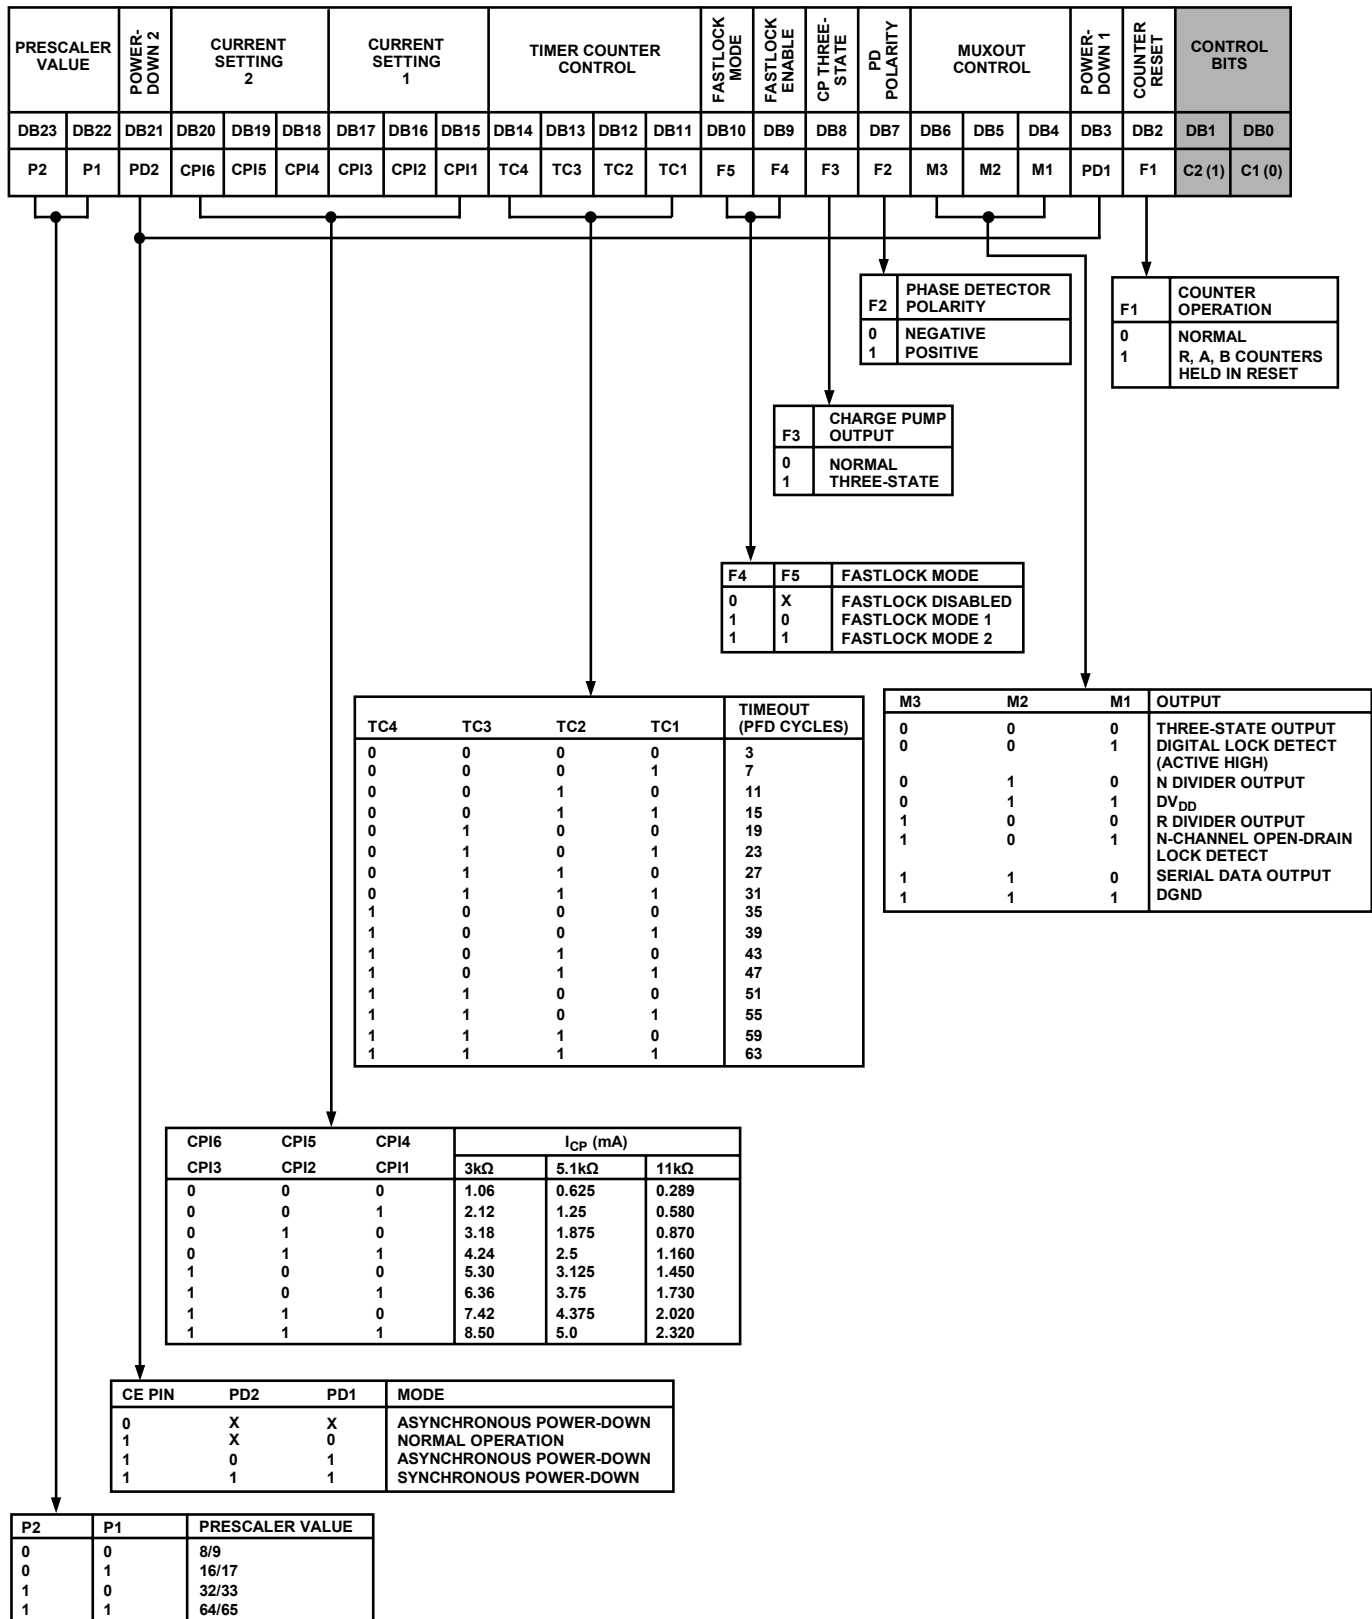 PRESCALER VALUE
POWER-DOWN 2
CURRENT SETTING 2
CURRENT SETTING 1
TIMER COUNTER CONTROL
FASTLOCK MODE
FASTLOCK ENABLE
CP THREE-STATE
PD POLARITY
MUXOUT CONTROL
POWER-DOWN 1
COUNTER RESET
CONTROL BITS
DB23 DB22 DB21 DB20 DB19 DB18 DB17 DB16 DB15 DB14 DB13 DB12 DB11 DB10 DB9 DB8 DB7 DB6 DB5 DB4 DB3 DB2 DB1 DB0
P2 P1 PD2 CPI6 CPI5 CPI4 CPI3 CPI2 CPI1 TC4 TC3 TC2 TC1 F5 F4 F3 F2 M3 M2 M1 PD1 F1 C2 (1) C1 (0)
F2 PHASE DETECTOR POLARITY
0 NEGATIVE
1 POSITIVE
F1 COUNTER OPERATION
0 NORMAL
1 R, A, B COUNTERS
HELD IN RESET
F3 CHARGE PUMP OUTPUT
0 NORMAL
1 THREE-STATE
F4 F5 FASTLOCK MODE
0 X FASTLOCK DISABLED
1 0 FASTLOCK MODE 1
1 1 FASTLOCK MODE 2
TC4 TC3 TC2 TC1 TIMEOUT (PFD CYCLES)
0 0 0 0 3
0 0 0 1 7
0 0 1 0 11
0 0 1 1 15
0 1 0 0 19
0 1 0 1 23
0 1 1 0 27
0 1 1 1 31
1 0 0 0 35
1 0 0 1 39
1 0 1 0 43
1 0 1 1 47
1 1 0 0 51
1 1 0 1 55
1 1 1 0 59
1 1 1 1 63
M3 M2 M1 OUTPUT
0 0 0 THREE-STATE OUTPUT
0 0 1 DIGITAL LOCK DETECT
(ACTIVE HIGH)
0 1 0 N DIVIDER OUTPUT
0 1 1 DVDD
1 0 0 R DIVIDER OUTPUT
1 0 1 N-CHANNEL OPEN-DRAIN
LOCK DETECT
1 1 0 SERIAL DATA OUTPUT
1 1 1 DGND
CPI6 CPI5 CPI4 ICP (mA)
CPI3 CPI2 CPI1 3kΩ 5.1kΩ 11kΩ
0 0 0 1.06 0.625 0.289
0 0 1 2.12 1.25 0.580
0 1 0 3.18 1.875 0.870
0 1 1 4.24 2.5 1.160
1 0 0 5.30 3.125 1.450
1 0 1 6.36 3.75 1.730
1 1 0 7.42 4.375 2.020
1 1 1 8.50 5.0 2.320
CE PIN PD2 PD1 MODE
0 X X ASYNCHRONOUS POWER-DOWN
1 X 0 NORMAL OPERATION
1 0 1 ASYNCHRONOUS POWER-DOWN
1 1 1 SYNCHRONOUS POWER-DOWN
P2 P1 PRESCALER VALUE
0 0 8/9
0 1 16/17
1 0 32/33
1 1 64/65